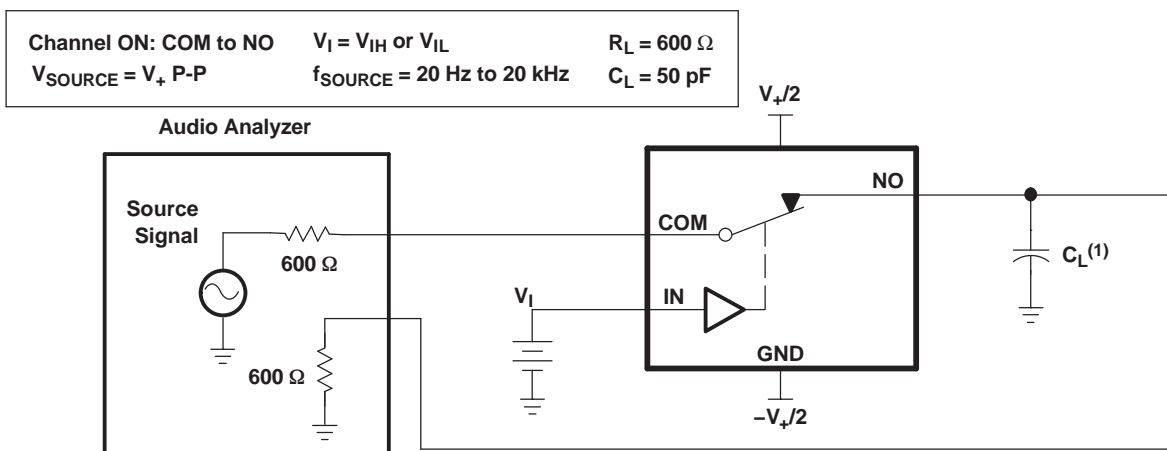 Channel ON: COM to NO V_I = V_IH or V_IL R_L = 600 Ω
V_SOURCE = V_+ P-P f_SOURCE = 20 Hz to 20 kHz C_L = 50 pF
Audio Analyzer
V_+/2
Source
Signal
600 Ω
COM
NO
C_L^(1)
V_I
IN
GND
600 Ω
−V_+/2